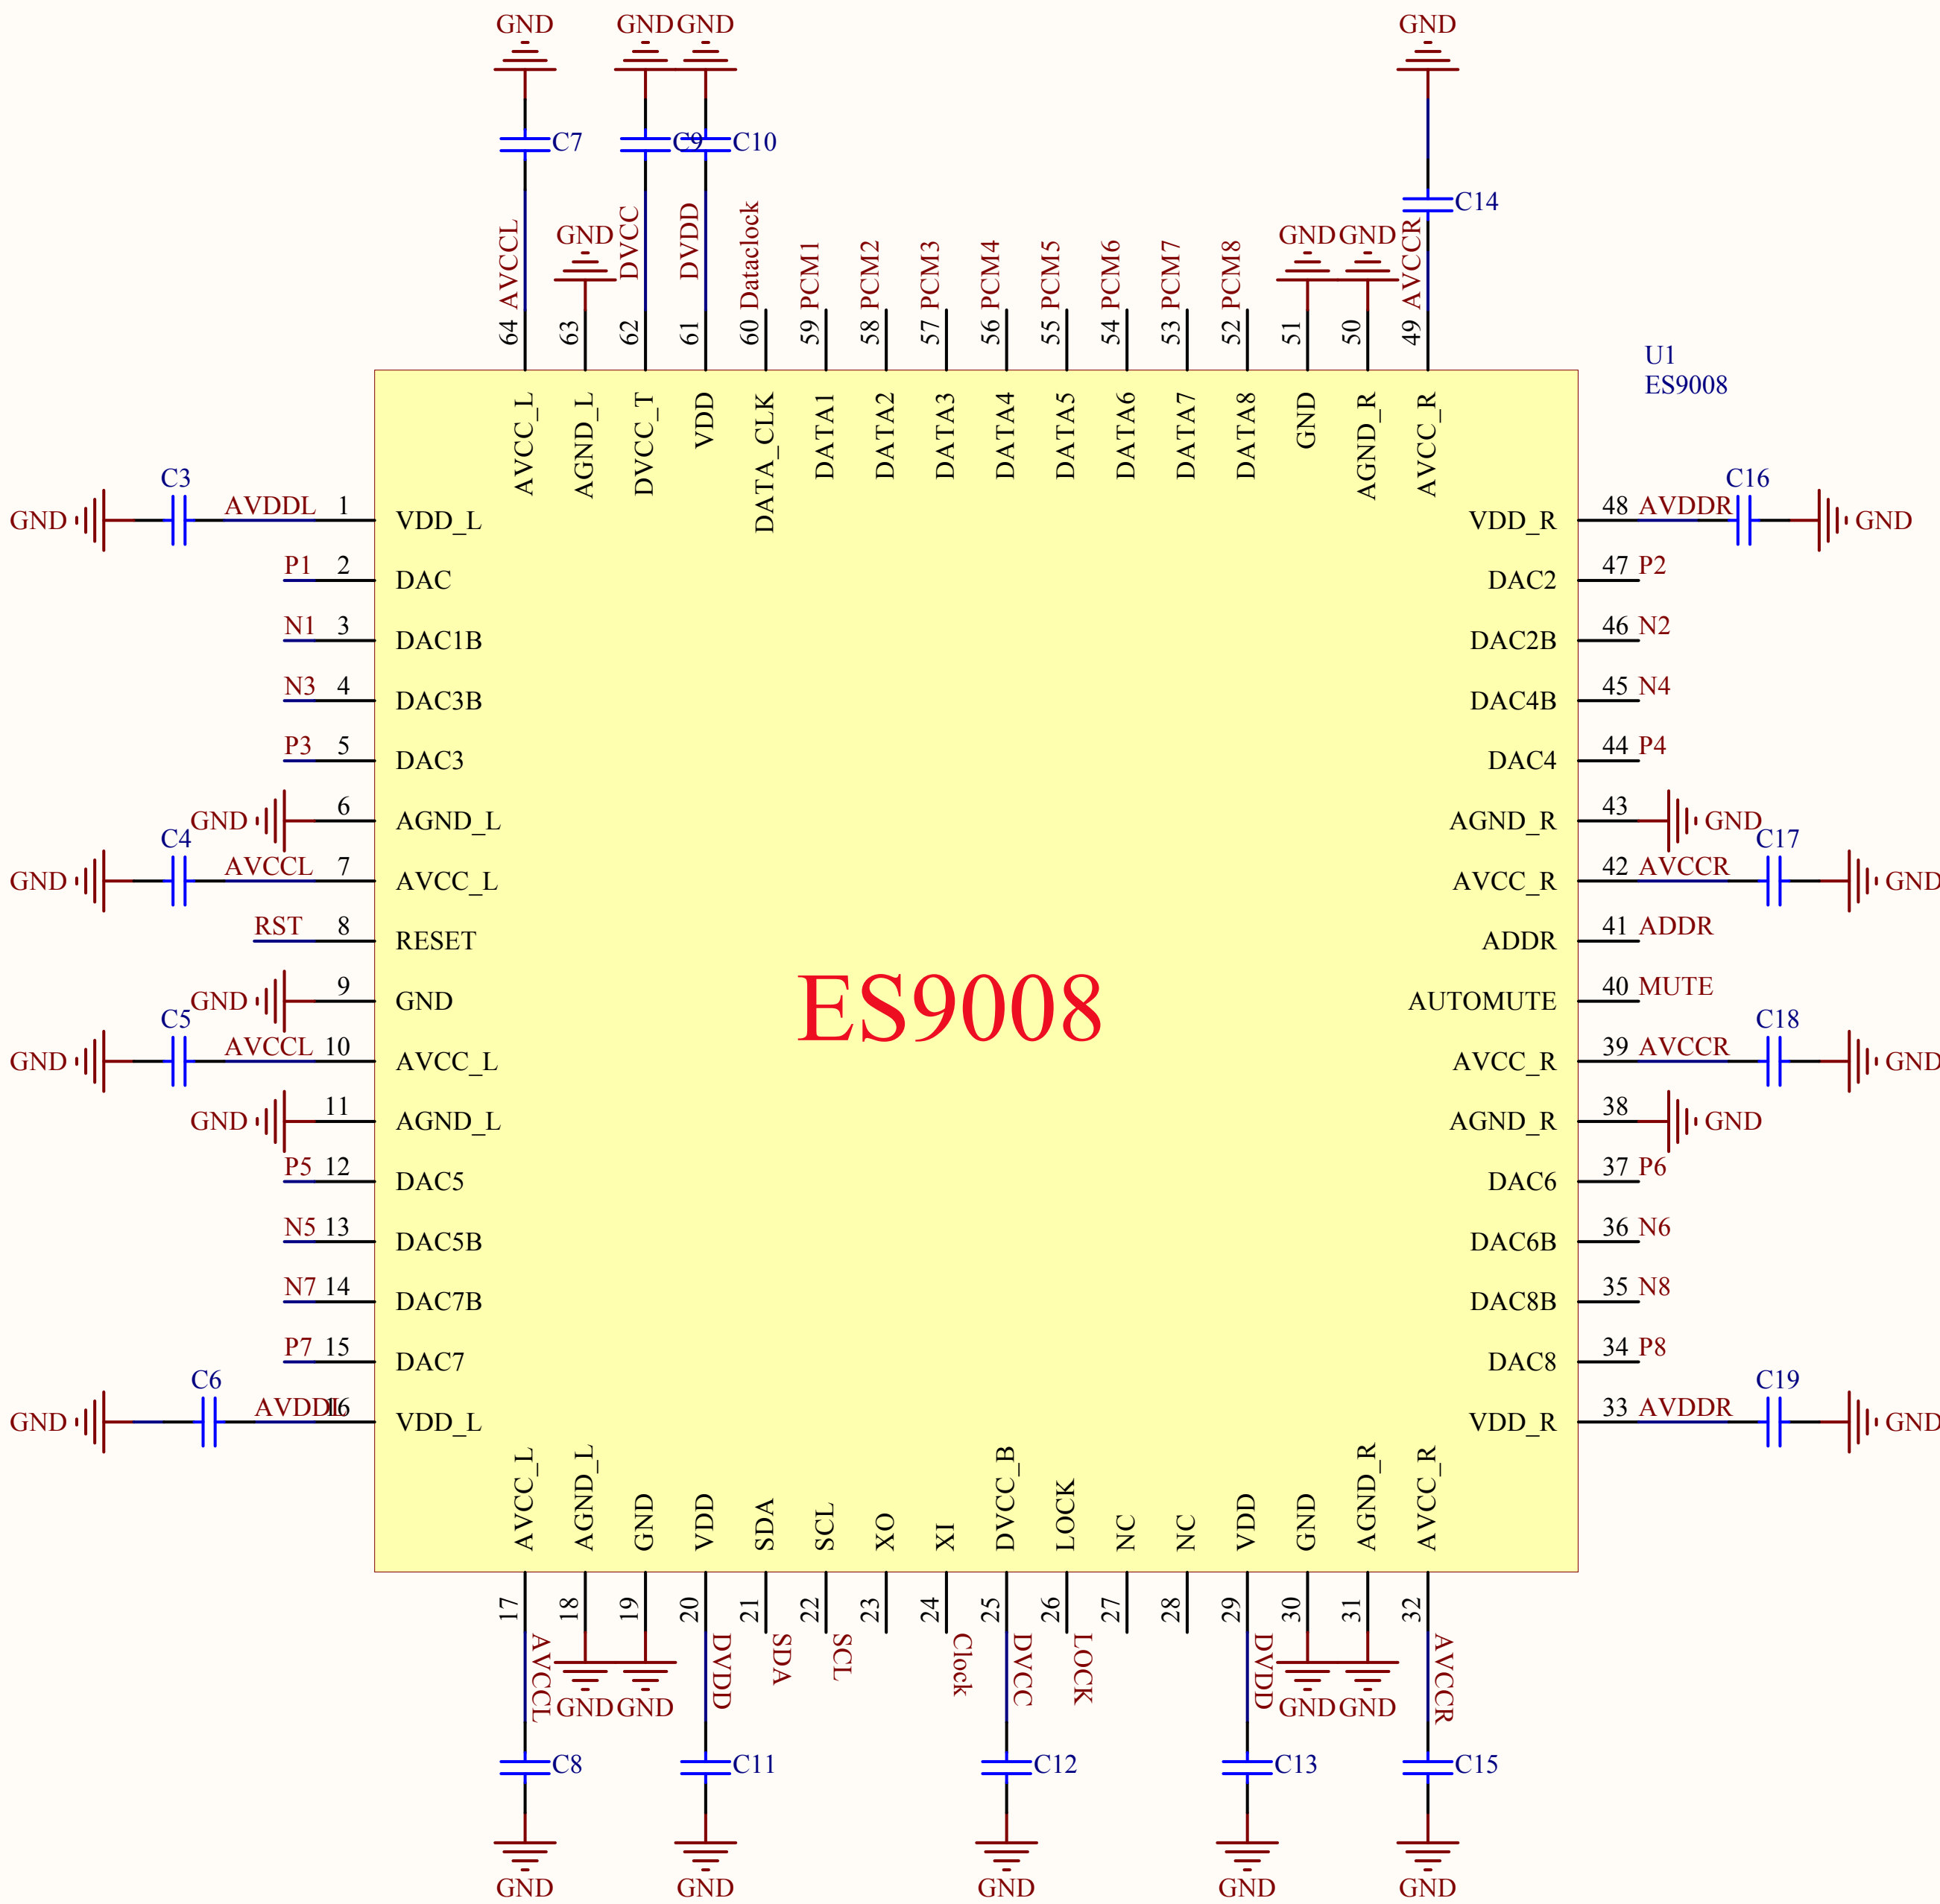 GND GND GND GND
C7 C9 C10
C14
AVCCL GND DVCC DVDD Dataclock PCM1 PCM2 PCM3 PCM4 PCM5 PCM6 PCM7 PCM8 GND GND AVCCR
64 63 62 61 60 59 58 57 56 55 54 53 52 51 50 49
U1
ES9008
AVCC_L AGND_L DVCC_T VDD DATA_CLK DATA1 DATA2 DATA3 DATA4 DATA5 DATA6 DATA7 DATA8 GND AGND_R AVCC_R
C3 C16
GND AVDDL 1 VDD_L VDD_R 48 AVDDR GND
P1 2 DAC DAC2 47 P2
N1 3 DAC1B DAC2B 46 N2
N3 4 DAC3B DAC4B 45 N4
P3 5 DAC3 DAC4 44 P4
GND 6 AGND_L AGND_R 43 GND
C4 C17
GND AVCCL 7 AVCC_L AVCC_R 42 AVCCR GND
RST 8 RESET ADDR 41 ADDR
ES9008
GND 9 GND AUTOMUTE 40 MUTE
C5 C18
GND AVCCL 10 AVCC_L AVCC_R 39 AVCCR GND
GND 11 AGND_L AGND_R 38 GND
P5 12 DAC5 DAC6 37 P6
N5 13 DAC5B DAC6B 36 N6
N7 14 DAC7B DAC8B 35 N8
P7 15 DAC7 DAC8 34 P8
C6 C19
GND AVDDL 16 VDD_L VDD_R 33 AVDDR GND
AVCC_L AGND_L GND VDD SDA SCL XO XI DVCC_B LOCK NC NC VDD GND AGND_R AVCC_R
17 18 19 20 21 22 23 24 25 26 27 28 29 30 31 32
AVCCL GND GND DVDD SDA SCL Clock DVCC LOCK DVDD GND GND AVCCR
C8 C11 C12 C13 C15
GND GND GND GND GND